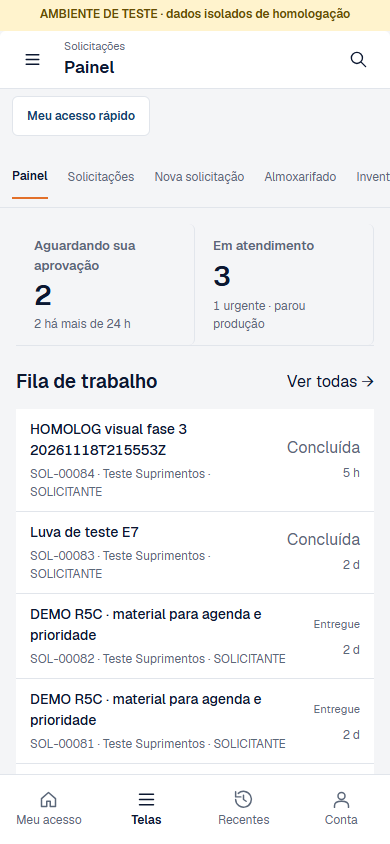 AMBIENTE DE TESTE · dados isolados de homologação
Solicitações
Painel
Meu acesso rápido
Painel
Solicitações
Nova solicitação
Almoxarifado
Invent
Aguardando sua
aprovação
2
2 há mais de 24 h
Em atendimento
3
1 urgente · parou
produção
Fila de trabalho
Ver todas →
HOMOLOG visual fase 3
20261118T215553Z
SOL-00084 · Teste Suprimentos ·
SOLICITANTE
Concluída
5 h
Luva de teste E7
SOL-00083 · Teste Suprimentos ·
SOLICITANTE
Concluída
2 d
DEMO R5C · material para agenda e
prioridade
SOL-00082 · Teste Suprimentos · SOLICITANTE
Entregue
2 d
DEMO R5C · material para agenda e
prioridade
SOL-00081 · Teste Suprimentos · SOLICITANTE
Entregue
2 d
Meu acesso
Telas
Recentes
Conta